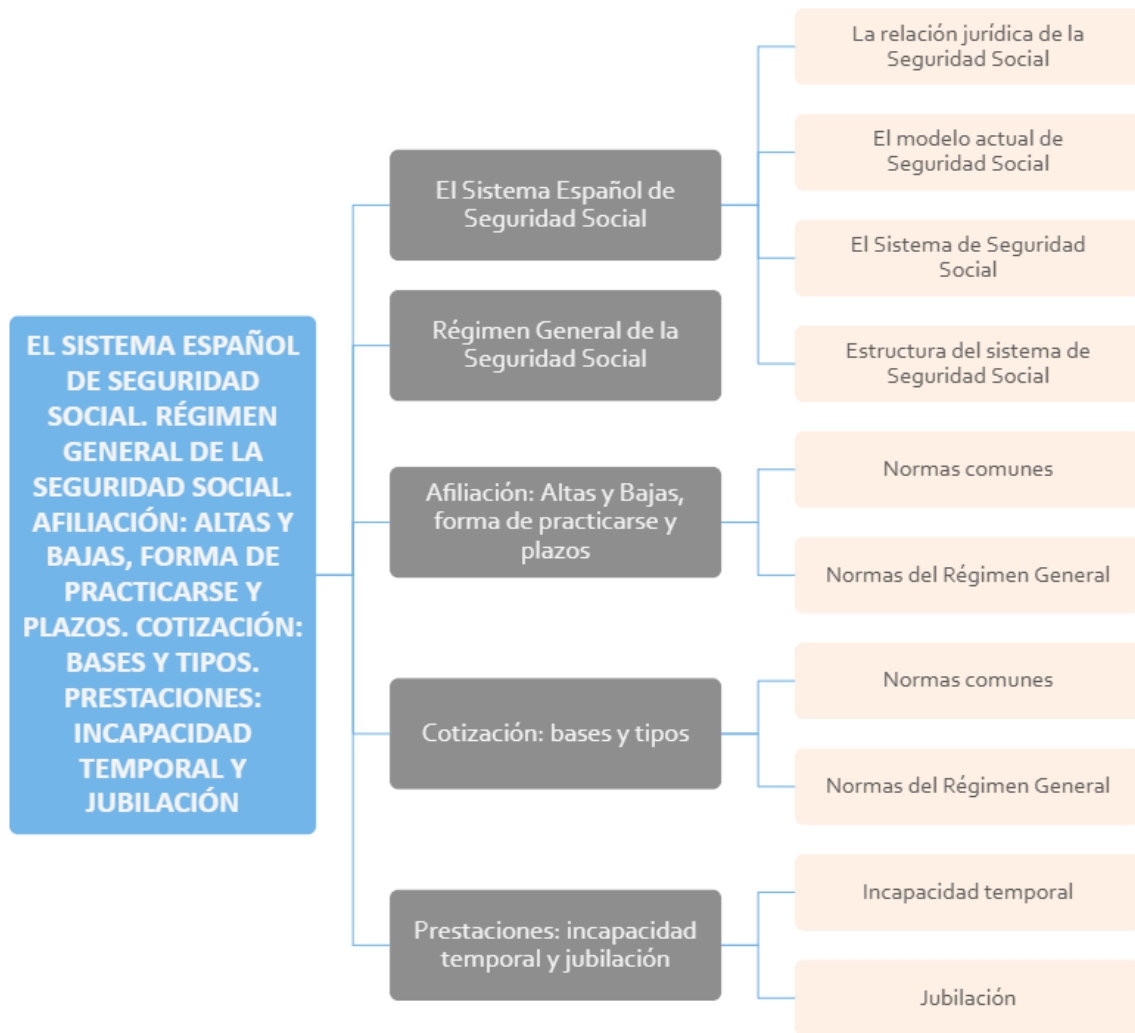 EL SISTEMA ESPAÑOL
DE SEGURIDAD
SOCIAL. RÉGIMEN
GENERAL DE LA
SEGURIDAD SOCIAL.
AFILIACIÓN: ALTAS Y
BAJAS, FORMA DE
PRACTICARSE Y
PLAZOS. COTIZACIÓN:
BASES Y TIPOS.
PRESTACIONES:
INCAPACIDAD
TEMPORAL Y
JUBILACIÓN
El Sistema Español de
Seguridad Social
La relación jurídica de la
Seguridad Social
El modelo actual de
Seguridad Social
El Sistema de Seguridad
Social
Estructura del sistema de
Seguridad Social
Régimen General de la
Seguridad Social
Afiliación: Altas y Bajas,
forma de practicarse y
plazos
Normas comunes
Normas del Régimen General
Cotización: bases y tipos
Normas comunes
Normas del Régimen General
Prestaciones: incapacidad
temporal y jubilación
Incapacidad temporal
Jubilación